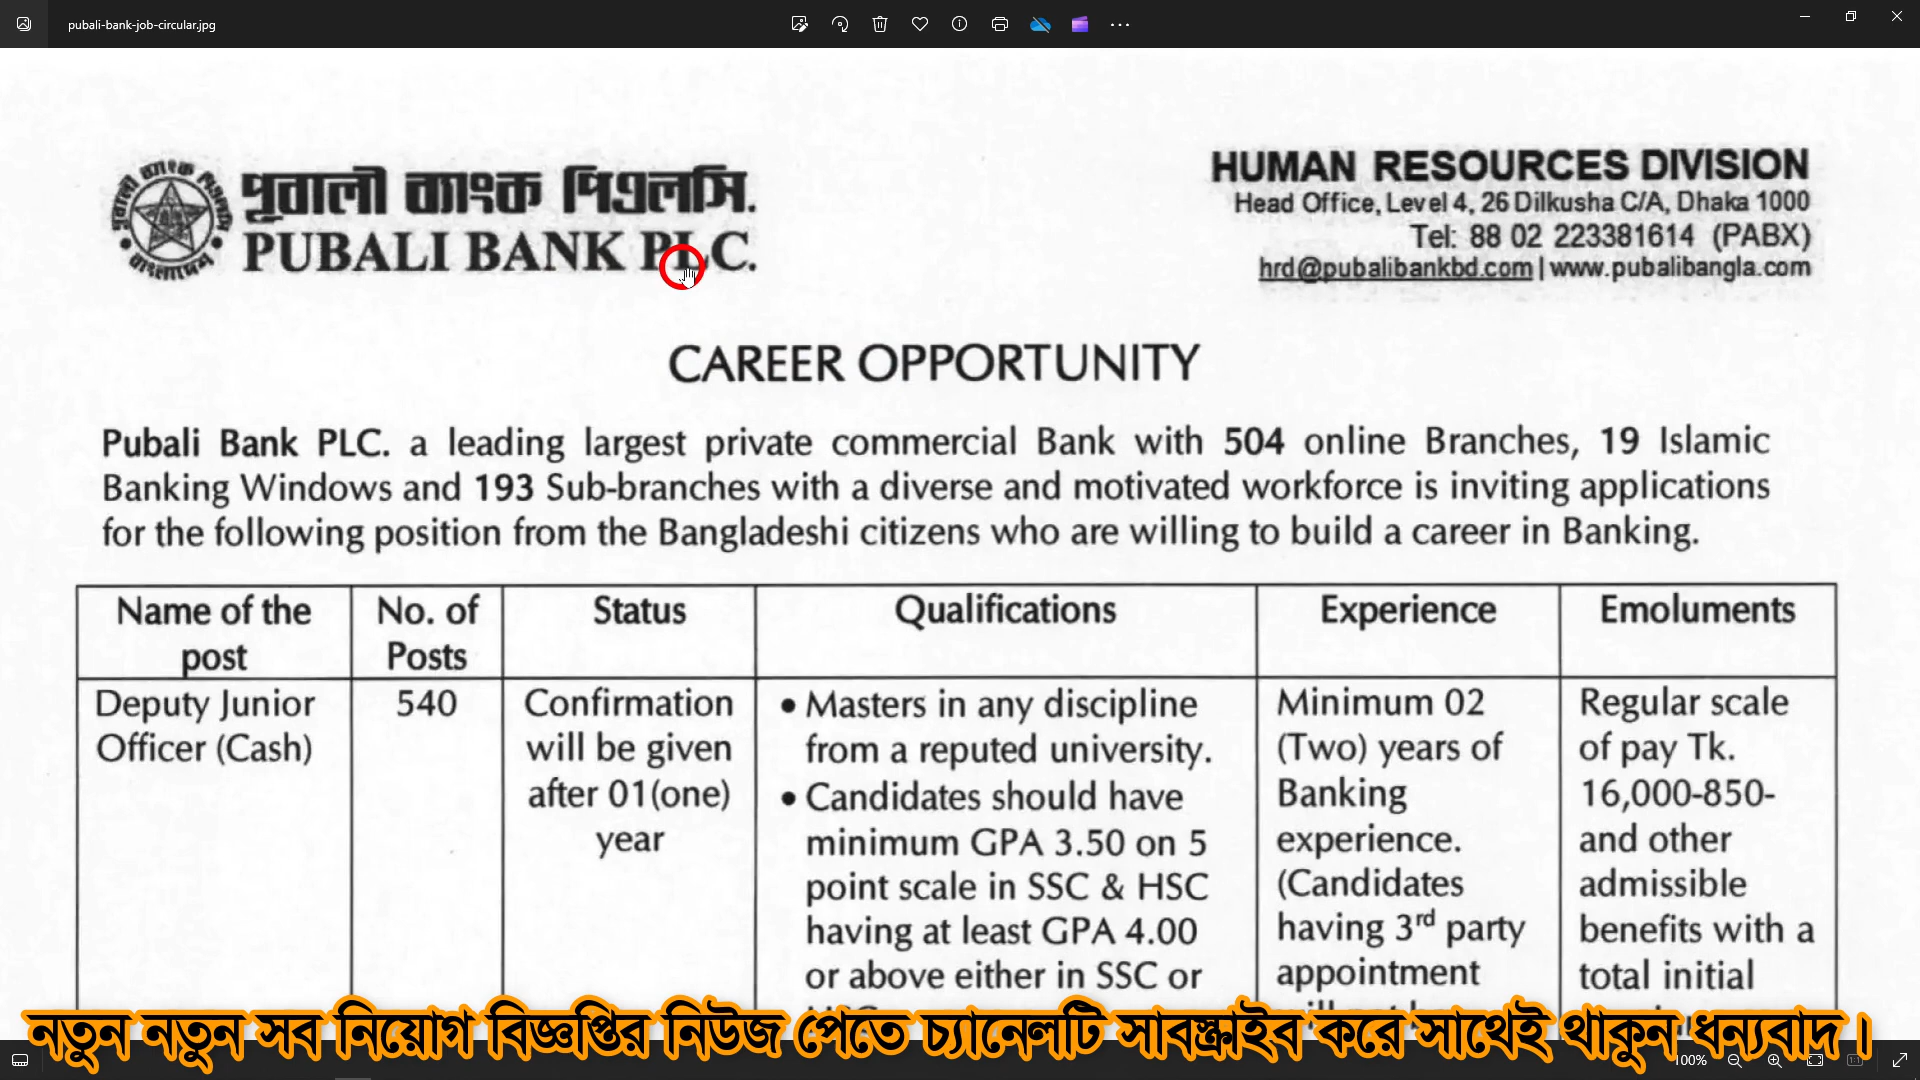 pubali-bank-job-circular.jpg
পূবালী ব্যাংক পিএলসি.
PUBALI BANK PLC.
HUMAN RESOURCES DIVISION
Head Office, Level 4, 26 Dilkusha C/A, Dhaka 1000
Tel: 88 02 223381614 (PABX)
hrd@pubalibankbd.com | www.pubalibangla.com
CAREER OPPORTUNITY
Pubali Bank PLC. a leading largest private commercial Bank with 504 online Branches, 19 Islamic
Banking Windows and 193 Sub-branches with a diverse and motivated workforce is inviting applications
for the following position from the Bangladeshi citizens who are willing to build a career in Banking.
Name of the
post
No. of
Posts
Status
Qualifications
Experience
Emoluments
Deputy Junior
Officer (Cash)
540
Confirmation
will be given
after 01(one)
year
• Masters in any discipline
from a reputed university.
• Candidates should have
minimum GPA 3.50 on 5
point scale in SSC & HSC
having at least GPA 4.00
or above either in SSC or
Minimum 02
(Two) years of
Banking
experience.
(Candidates
having 3rd party
appointment
Regular scale
of pay Tk.
16,000-850-
and other
admissible
benefits with a
total initial
নতুন নতুন সব নিয়োগ বিজ্ঞপ্তির নিউজ পেতে চ্যানেলটি সাবস্ক্রাইব করে সাথেই থাকুন ধন্যবাদ।
100%